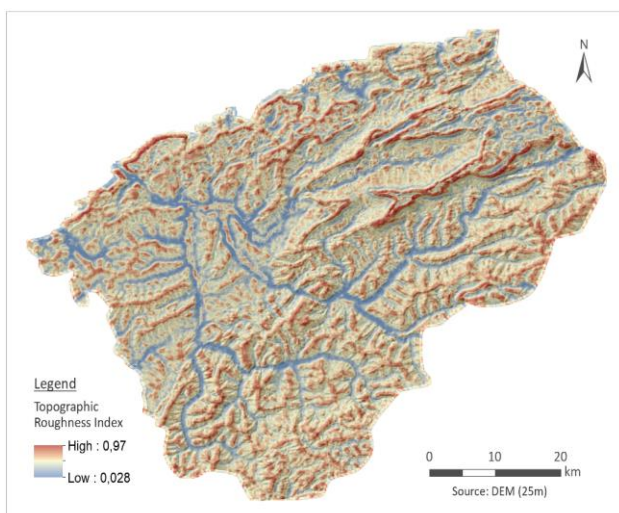 N
Legend
Topographic
Roughness Index
High : 0,97
Low : 0,028
0 10 20
km
Source: DEM (25m)